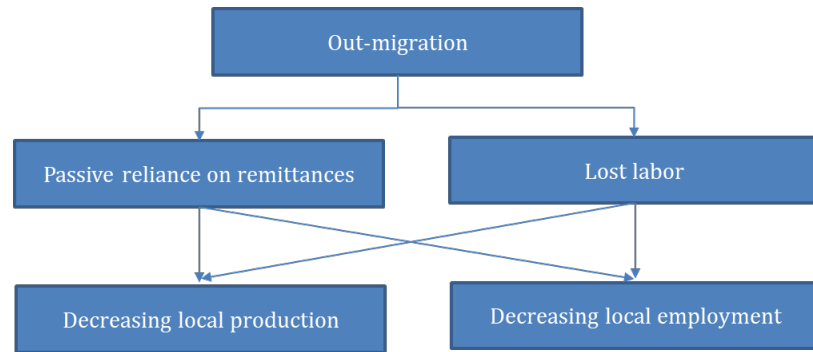 Out-migration
Passive reliance on remittances
Lost labor
Decreasing local production
Decreasing local employment